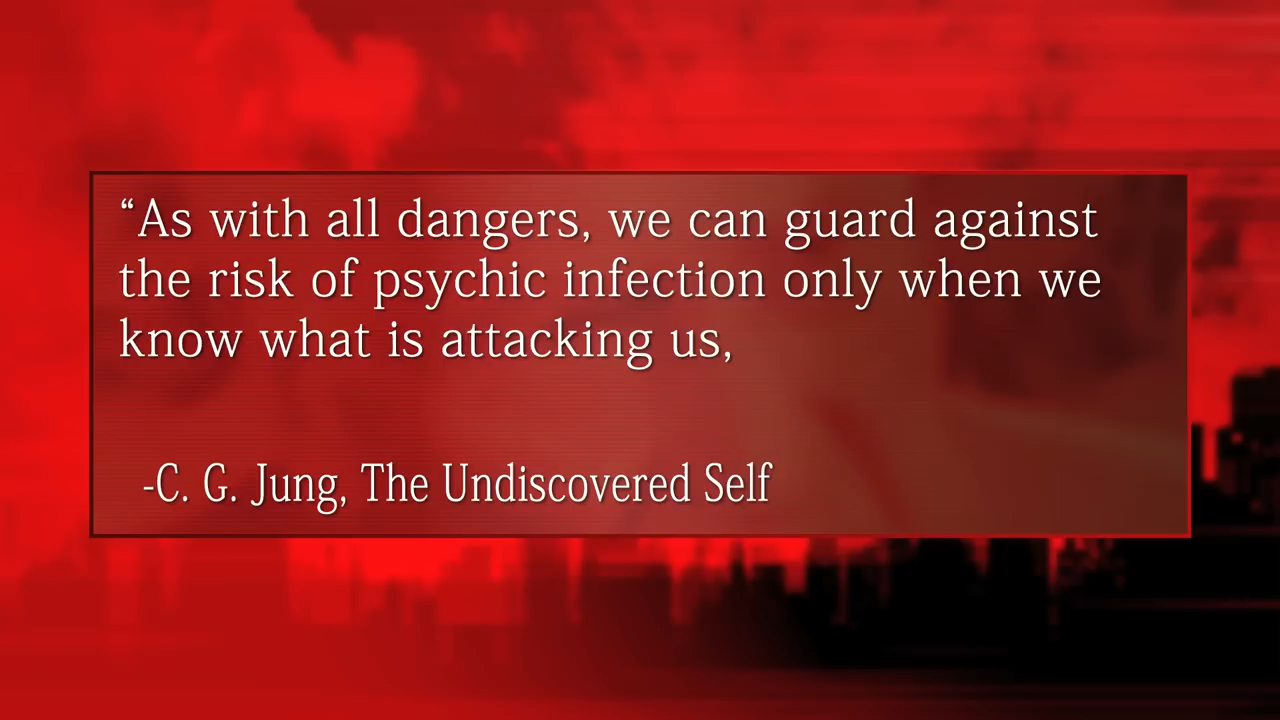 “As with all dangers, we can guard against
the risk of psychic infection only when we
know what is attacking us,
-C. G. Jung, The Undiscovered Self